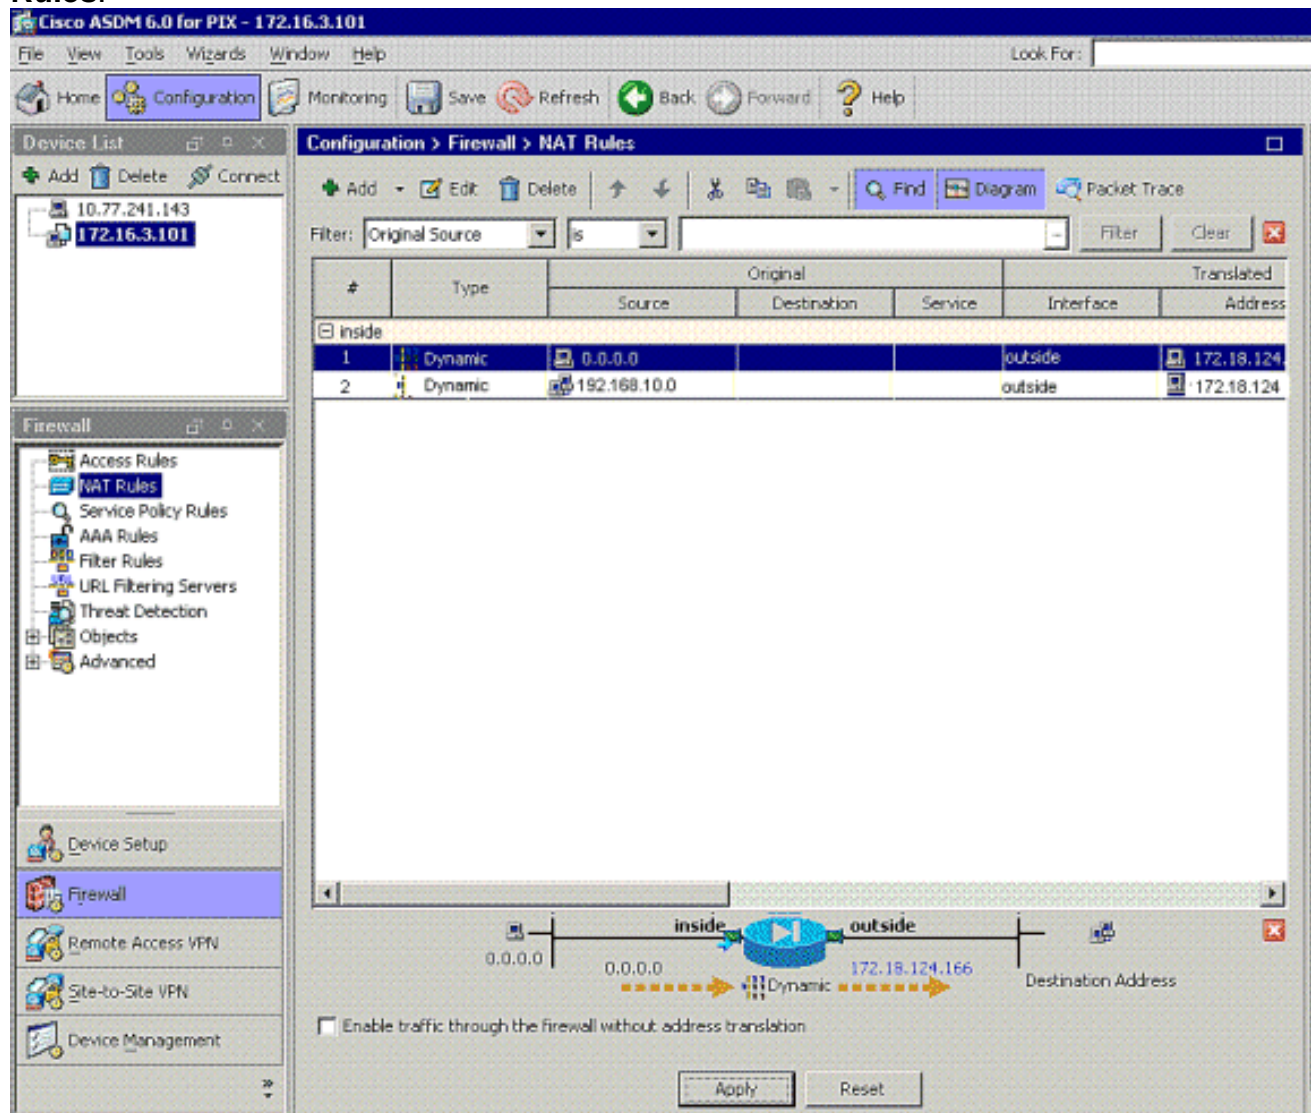 Rules.
Cisco ASDM 6.0 for PIX - 172.16.3.101
File View Tools Wizards Window Help Look For:
Home Configuration Monitoring Save Refresh Back Forward Help
Device List
Add Delete Connect
10.77.241.143
172.16.3.101
Configuration > Firewall > NAT Rules
Add Edit Delete Find Diagram Packet Trace
Filter: Original Source is Filter Clear
# Type Original Translated
Source Destination Service Interface Address
inside
1 Dynamic 0.0.0.0 outside 172.18.124.
2 Dynamic 192.168.10.0 outside 172.18.124
Firewall
Access Rules
NAT Rules
Service Policy Rules
AAA Rules
Filter Rules
URL Filtering Servers
Threat Detection
Objects
Advanced
Device Setup
Firewall
Remote Access VPN
Site-to-Site VPN
Device Management
inside outside
0.0.0.0
0.0.0.0 172.18.124.166
Dynamic
Destination Address
Enable traffic through the firewall without address translation
Apply Reset